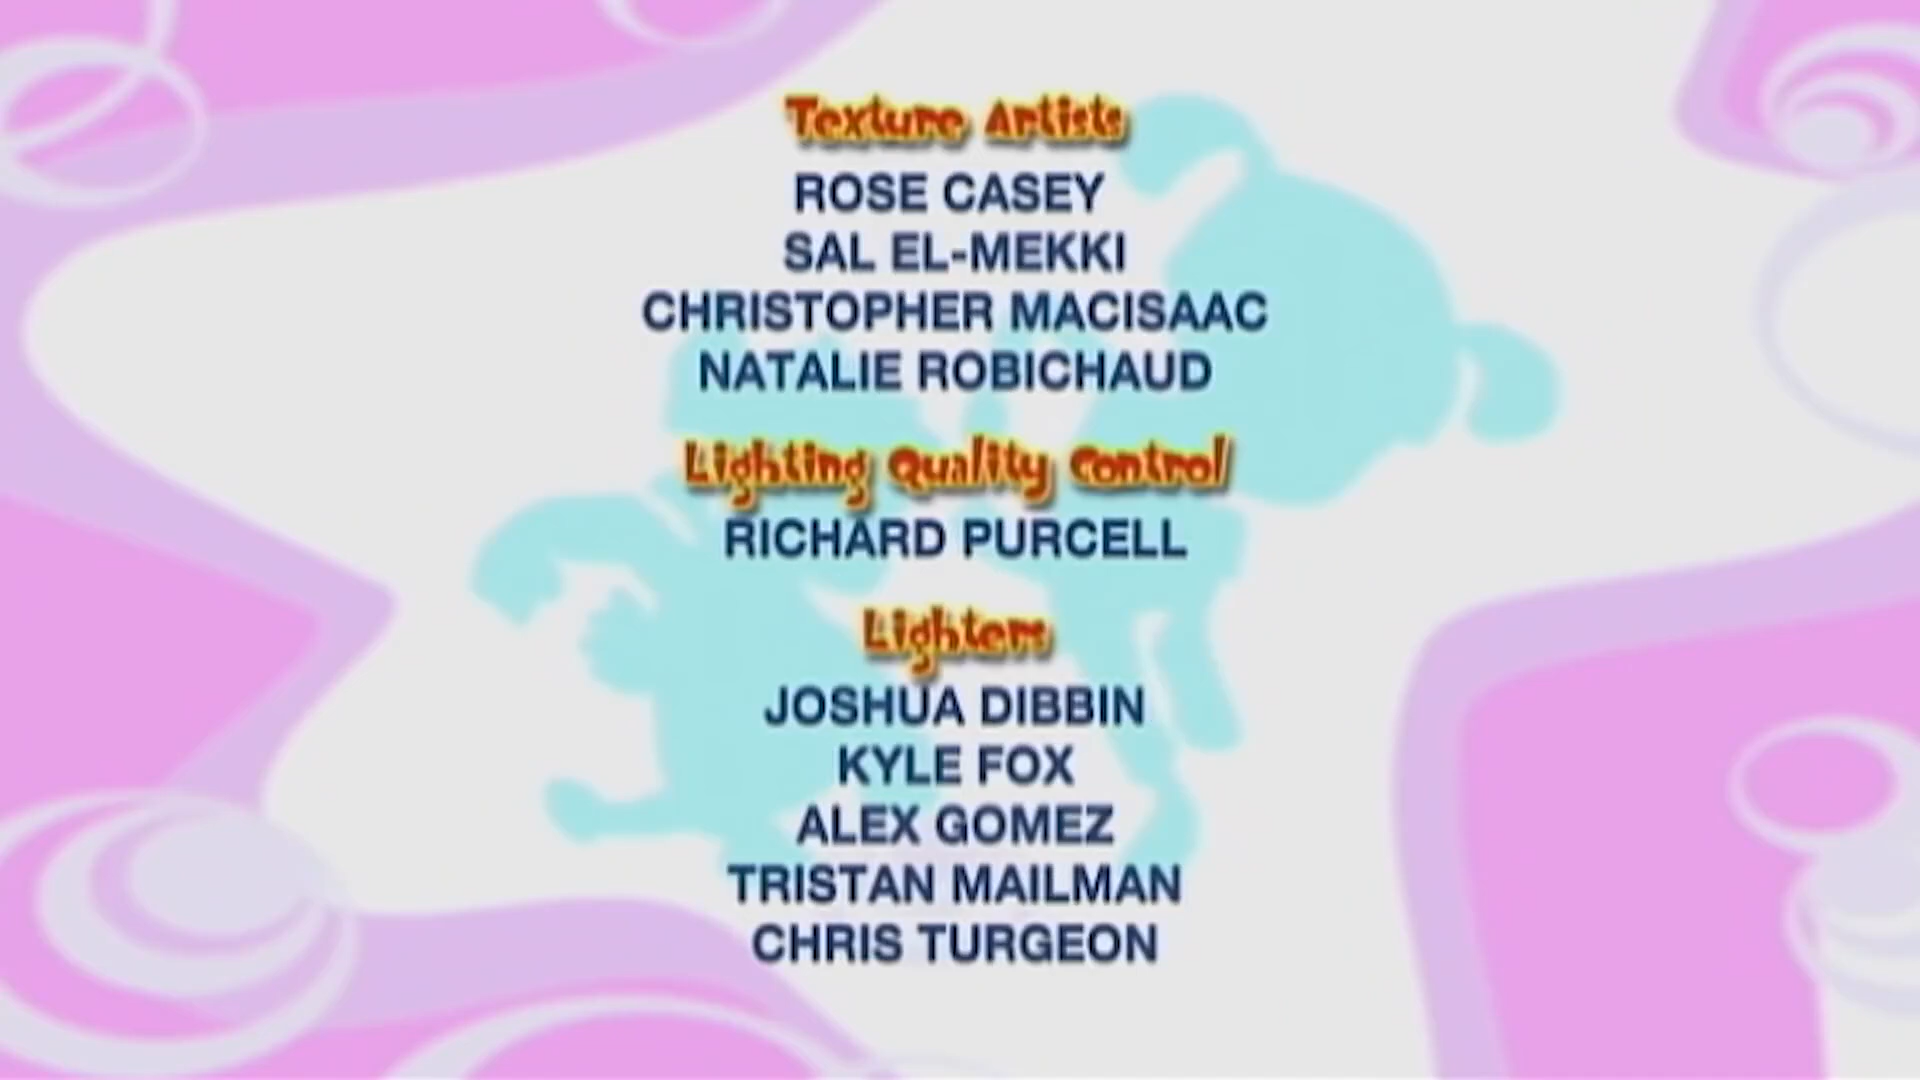 Texture Artists
ROSE CASEY
SAL EL-MEKKI
CHRISTOPHER MACISAAC
NATALIE ROBICHAUD
Lighting Quality Control
RICHARD PURCELL
Lighters
JOSHUA DIBBIN
KYLE FOX
ALEX GOMEZ
TRISTAN MAILMAN
CHRIS TURGEON